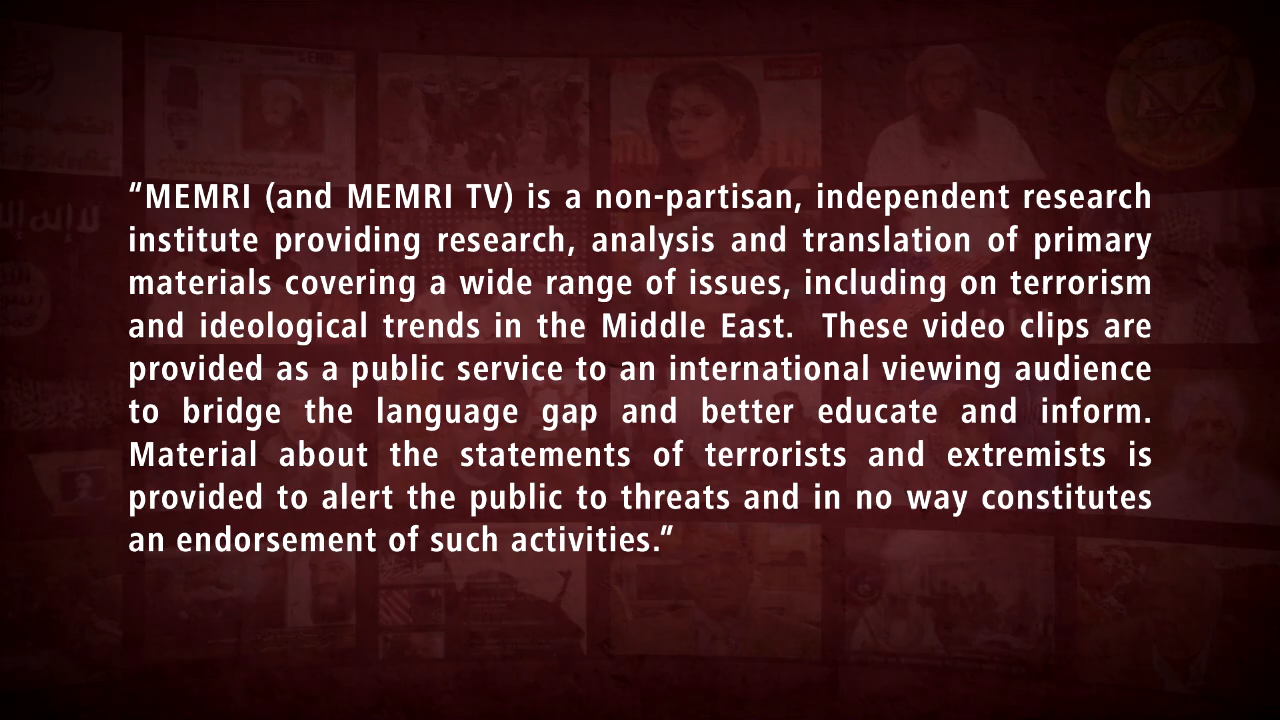 “MEMRI (and MEMRI TV) is a non-partisan, independent research
institute providing research, analysis and translation of primary
materials covering a wide range of issues, including on terrorism
and ideological trends in the Middle East.  These video clips are
provided as a public service to an international viewing audience
to bridge the language gap and better educate and inform.
Material about the statements of terrorists and extremists is
provided to alert the public to threats and in no way constitutes
an endorsement of such activities.”